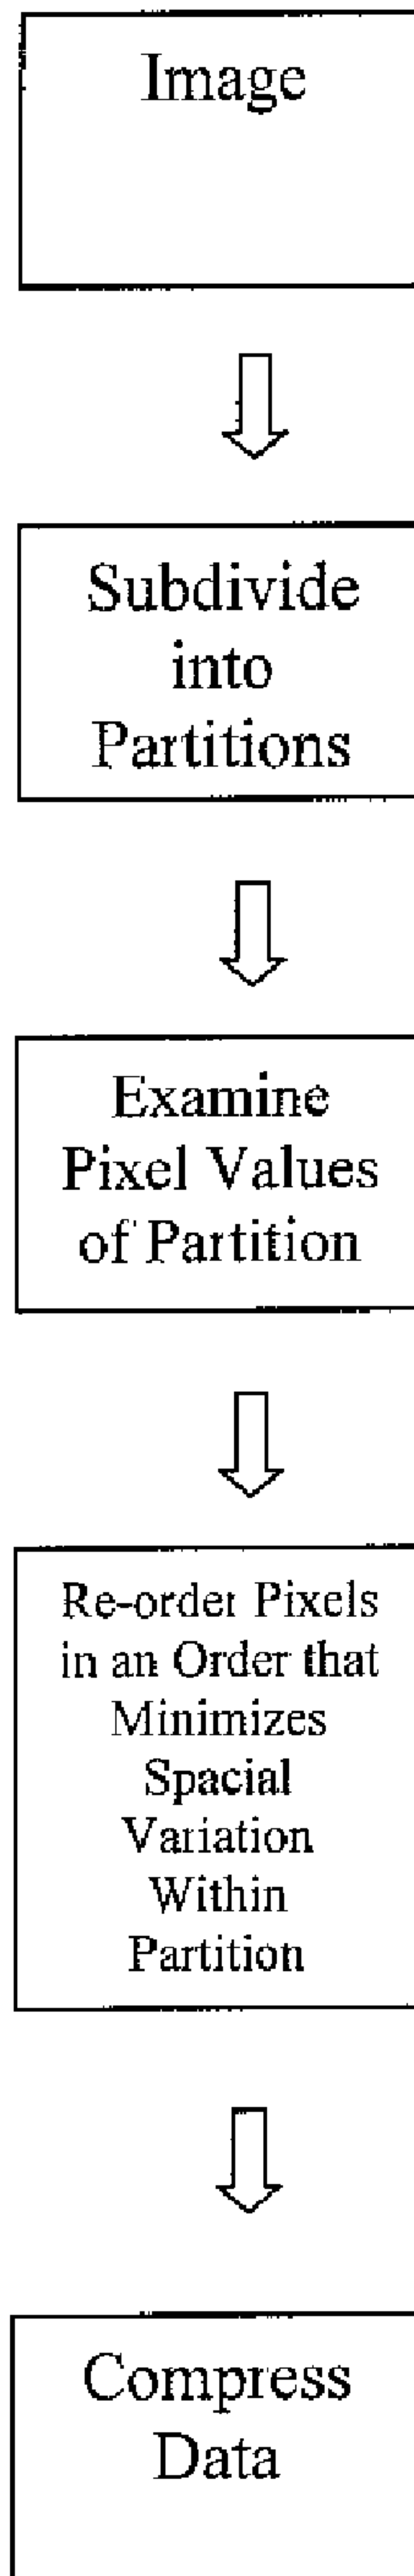 Image
Subdivide
into
Partitions
Examine
Pixel Values
of Partition
Re-order Pixels
in an Order that
Minimizes
Spacial
Variation
Within
Partition
Compress
Data